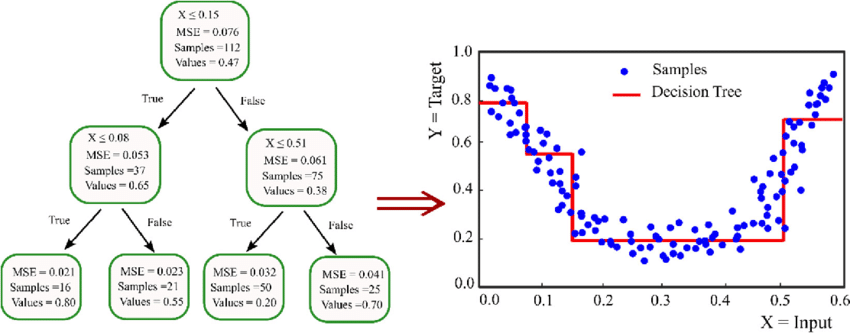 X ≤ 0.15
MSE = 0.076
Samples =112
Values = 0.47
True
False
X ≤ 0.08
MSE = 0.053
Samples =37
Values = 0.65
X ≤ 0.51
MSE = 0.061
Samples =75
Values = 0.38
True
False
True
False
MSE = 0.021
Samples =16
Values = 0.80
MSE = 0.023
Samples =21
Values = 0.55
MSE = 0.032
Samples =50
Values = 0.20
MSE = 0.041
Samples =25
Values =0.70
Y = Target
1.0
0.8
0.6
0.4
0.2
0.0
Samples
Decision Tree
0.0 0.1 0.2 0.3 0.4 0.5 0.6
X = Input